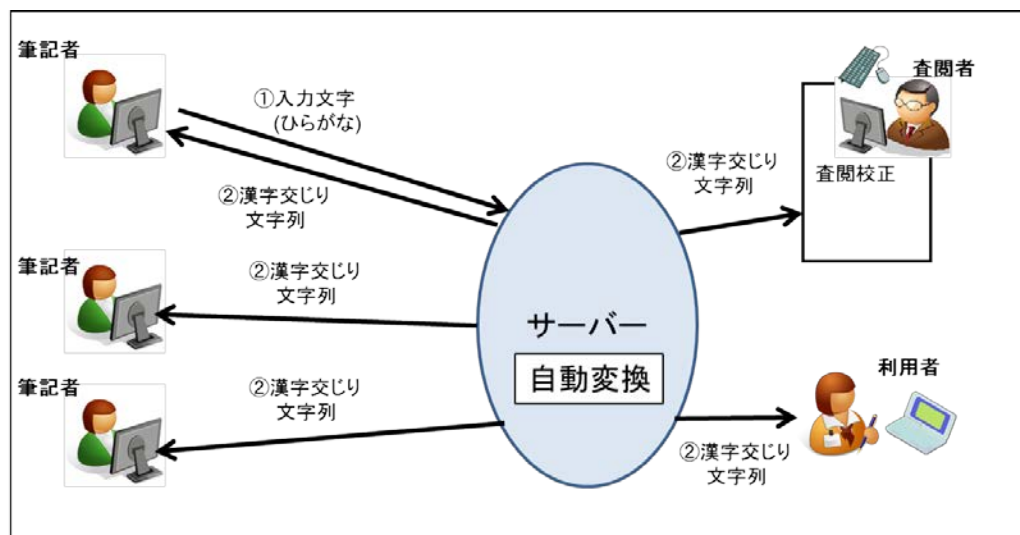 筆記者
①入力文字
(ひらがな)
②漢字交じり
文字列
査閲者
査閲校正
②漢字交じり
文字列
筆記者
②漢字交じり
文字列
サーバー
自動変換
筆記者
②漢字交じり
文字列
利用者
②漢字交じり
文字列